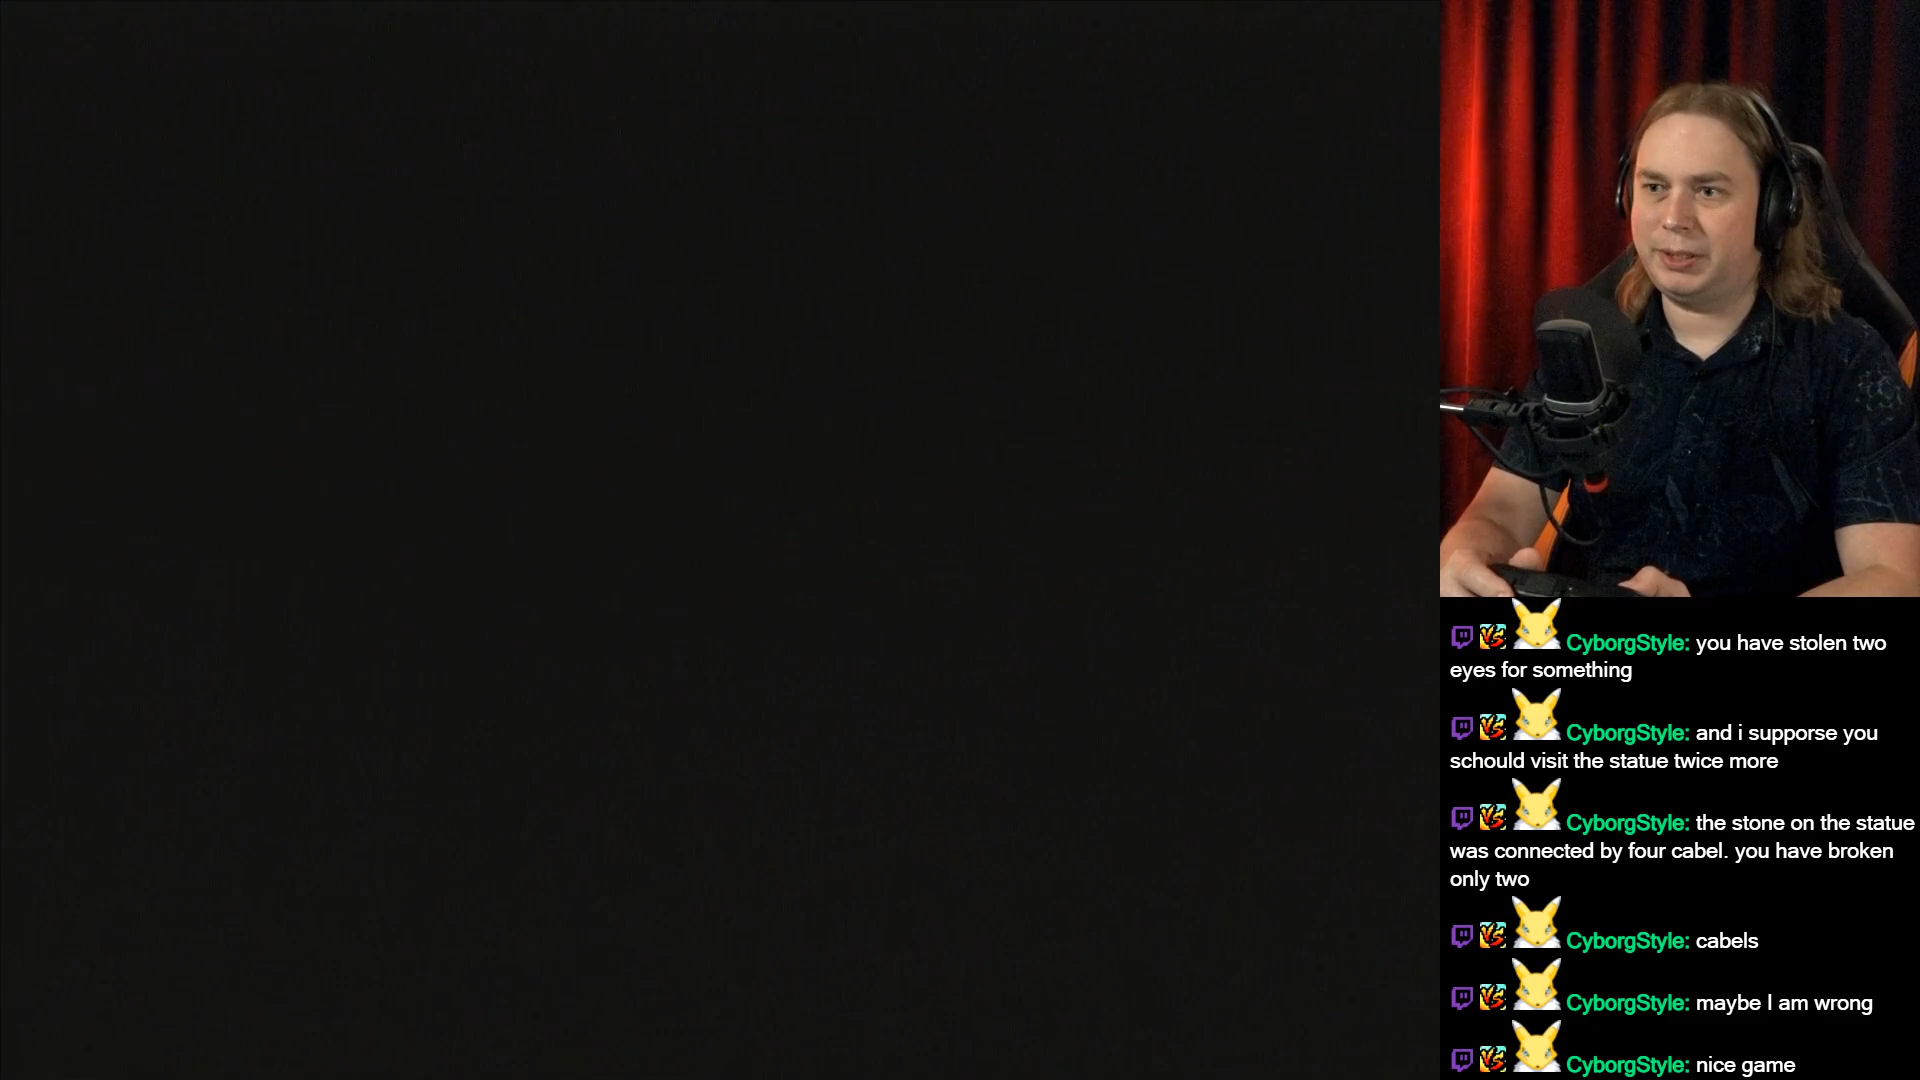 CyborgStyle: you have stolen two
eyes for something
CyborgStyle: and i supporse you
schould visit the statue twice more
CyborgStyle: the stone on the statue
was connected by four cabel. you have broken
only two
CyborgStyle: cabels
CyborgStyle: maybe I am wrong
CyborgStyle: nice game